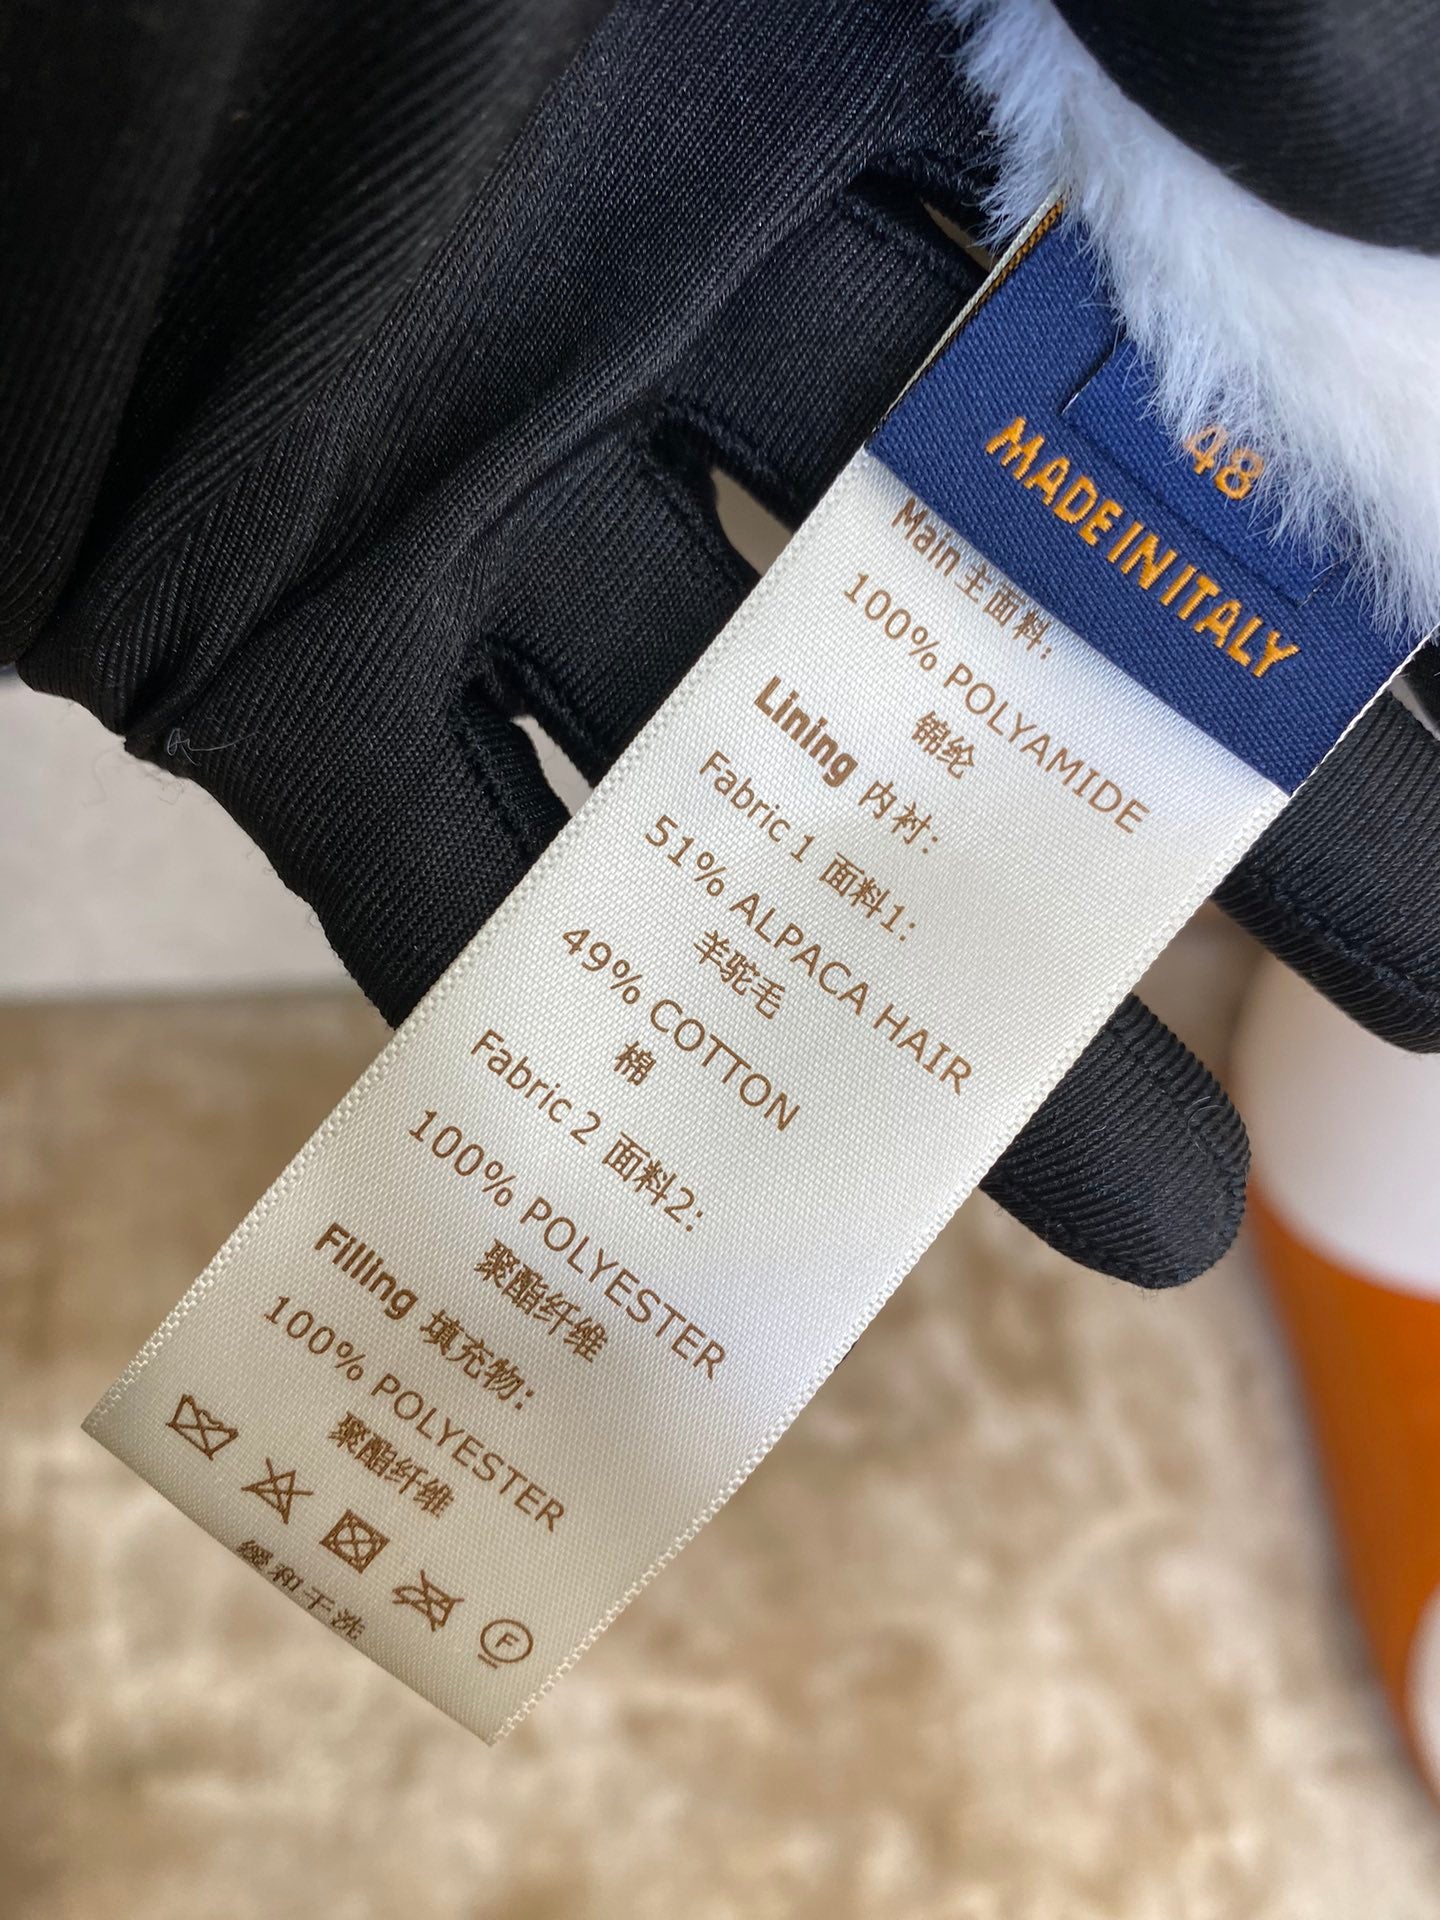 48
MADE IN ITALY
Main 主面料:
100% POLYAMIDE
锦纶
Lining 内衬:
Fabric 1 面料1:
51% ALPACA HAIR
羊驼毛
49% COTTON
棉
Fabric 2 面料2:
100% POLYESTER
聚酯纤维
Filling 填充物:
100% POLYESTER
聚酯纤维
F
缓和干洗